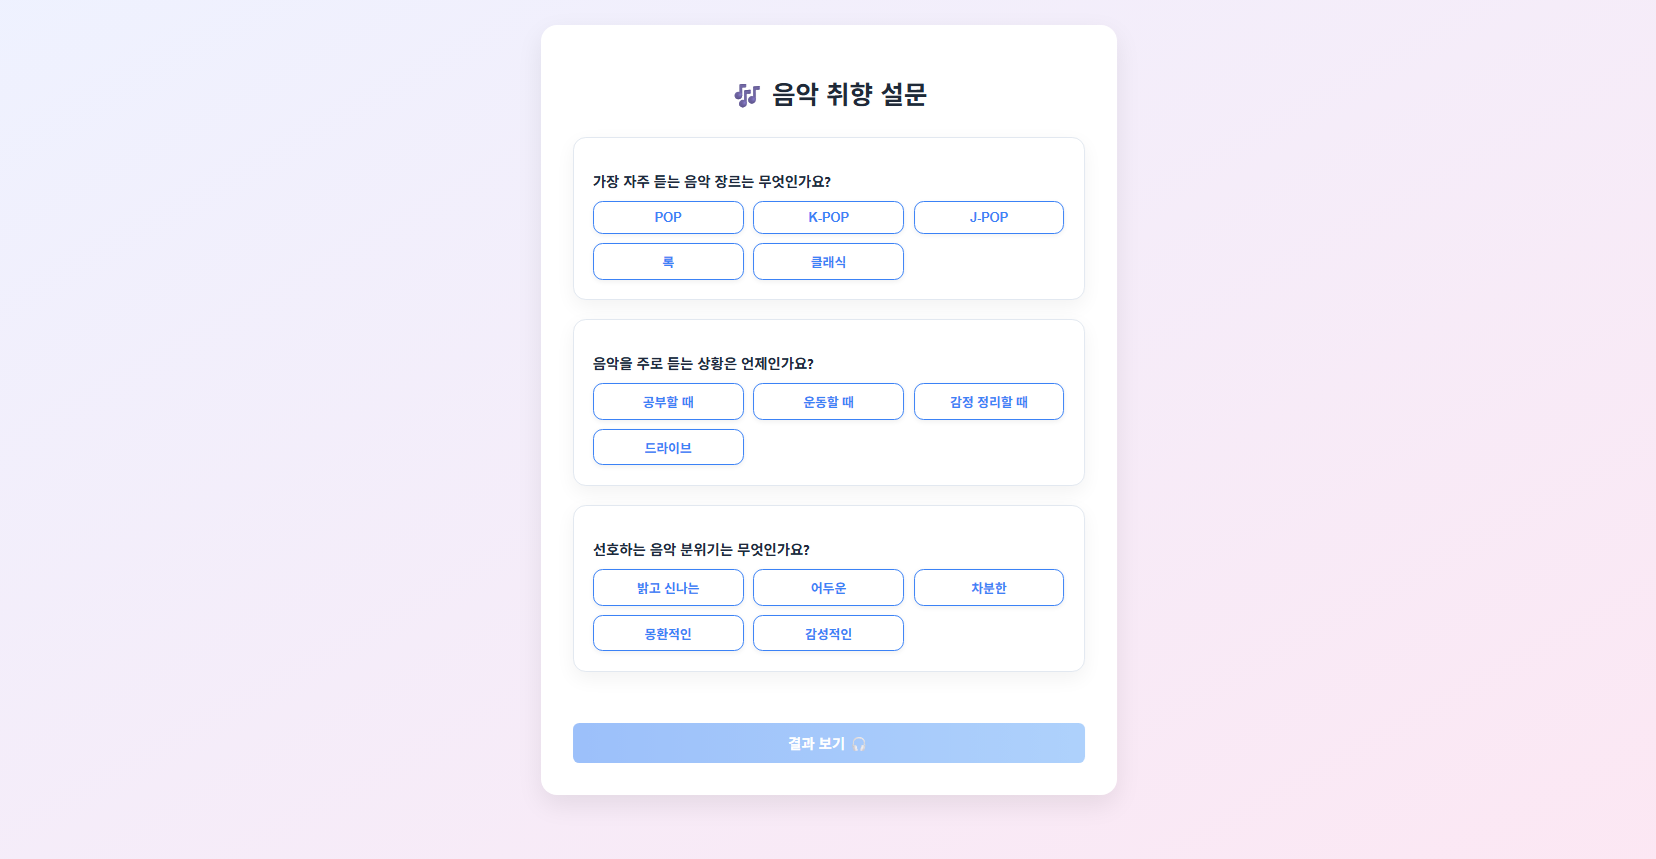 🎶 음악 취향 설문
가장 자주 듣는 음악 장르는 무엇인가요?
POP K-POP J-POP
록 클래식
음악을 주로 듣는 상황은 언제인가요?
공부할 때 운동할 때 감정 정리할 때
드라이브
선호하는 음악 분위기는 무엇인가요?
밝고 신나는 어두운 차분한
몽환적인 감성적인
결과 보기 🎧